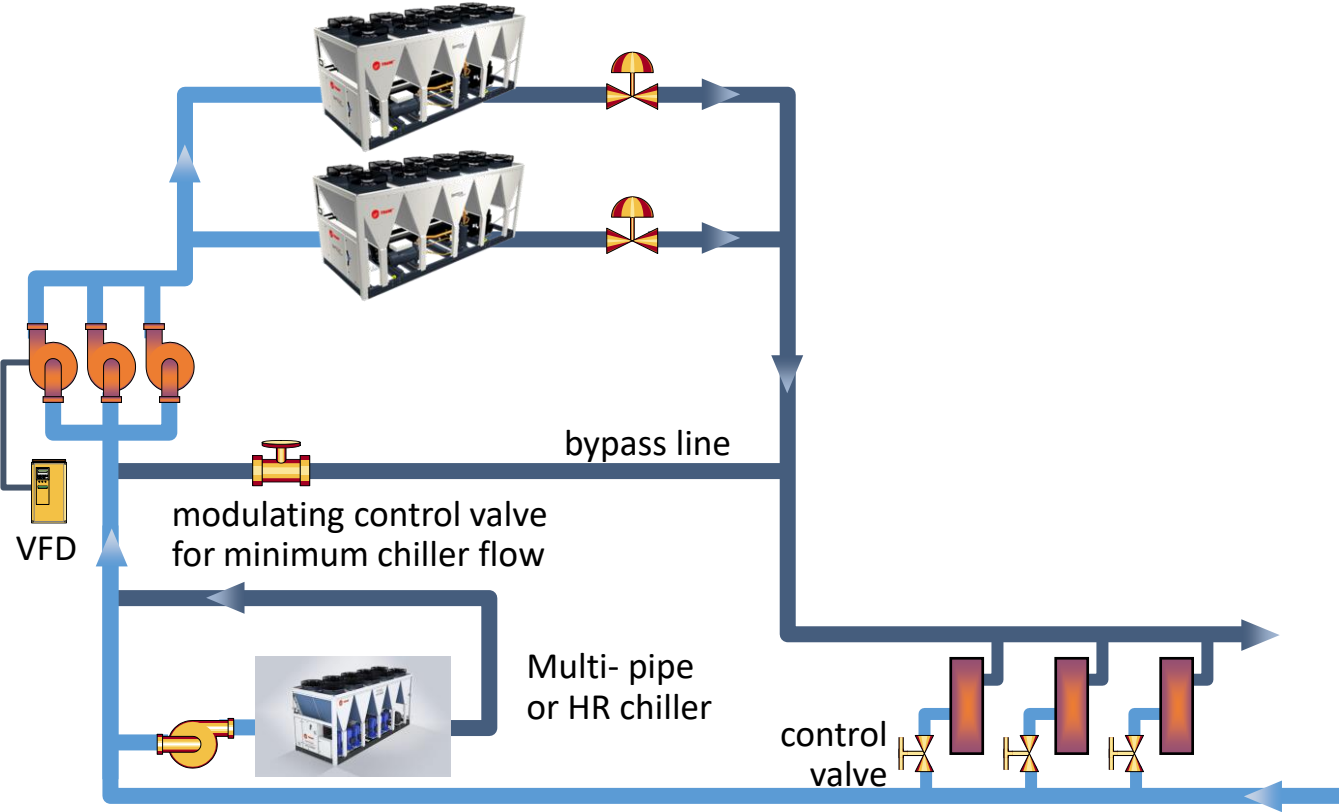 bypass line
modulating control valve
for minimum chiller flow
VFD
Multi- pipe
or HR chiller
control
valve